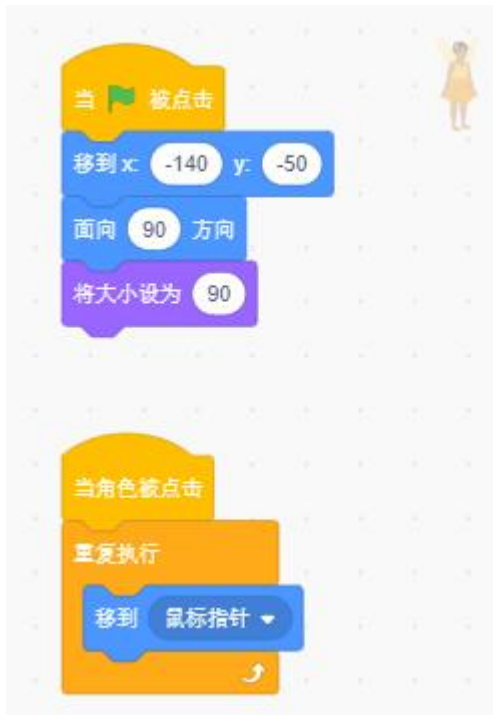 当 被点击
移到 x: -140 y: -50
面向 90 方向
将大小设为 90
当角色被点击
重复执行
移到 鼠标指针